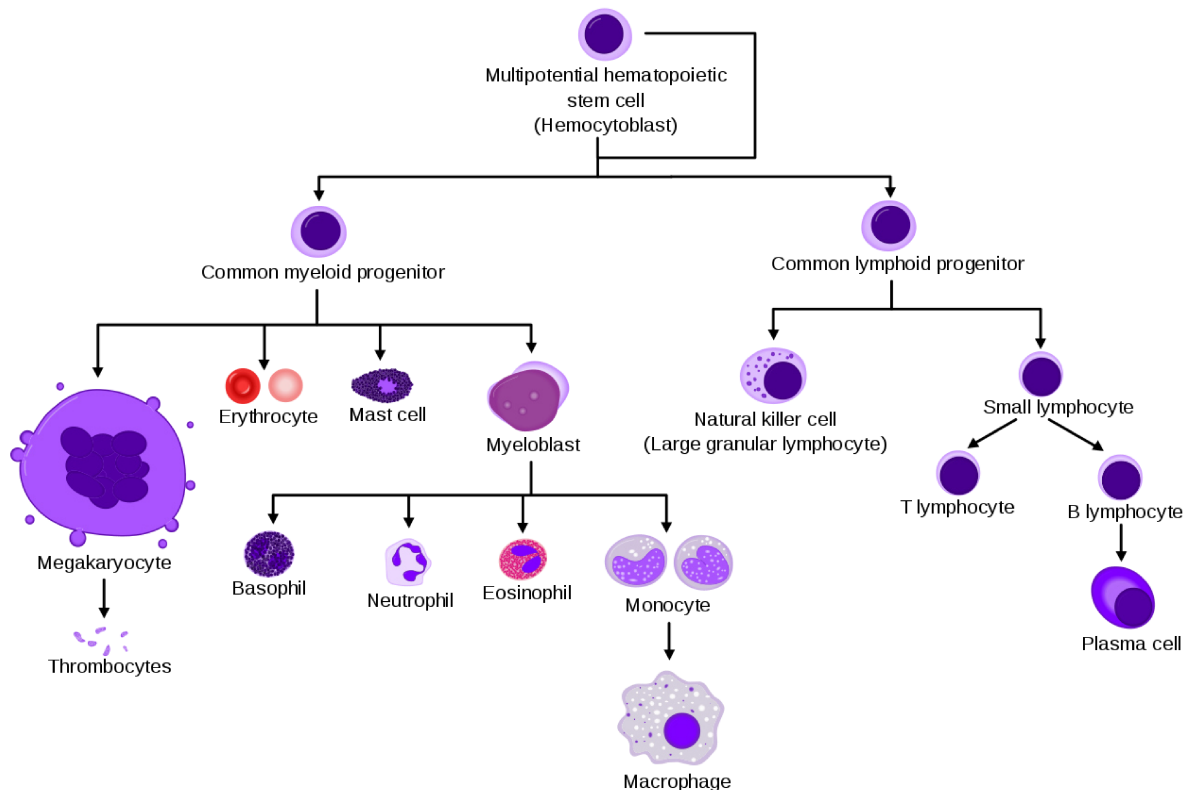 Multipotential hematopoietic
stem cell
(Hemocytoblast)
Common myeloid progenitor
Common lymphoid progenitor
Erythrocyte
Mast cell
Myeloblast
Natural killer cell
(Large granular lymphocyte)
Small lymphocyte
T lymphocyte
B lymphocyte
Megakaryocyte
Basophil
Neutrophil
Eosinophil
Monocyte
Plasma cell
Thrombocytes
Macrophage